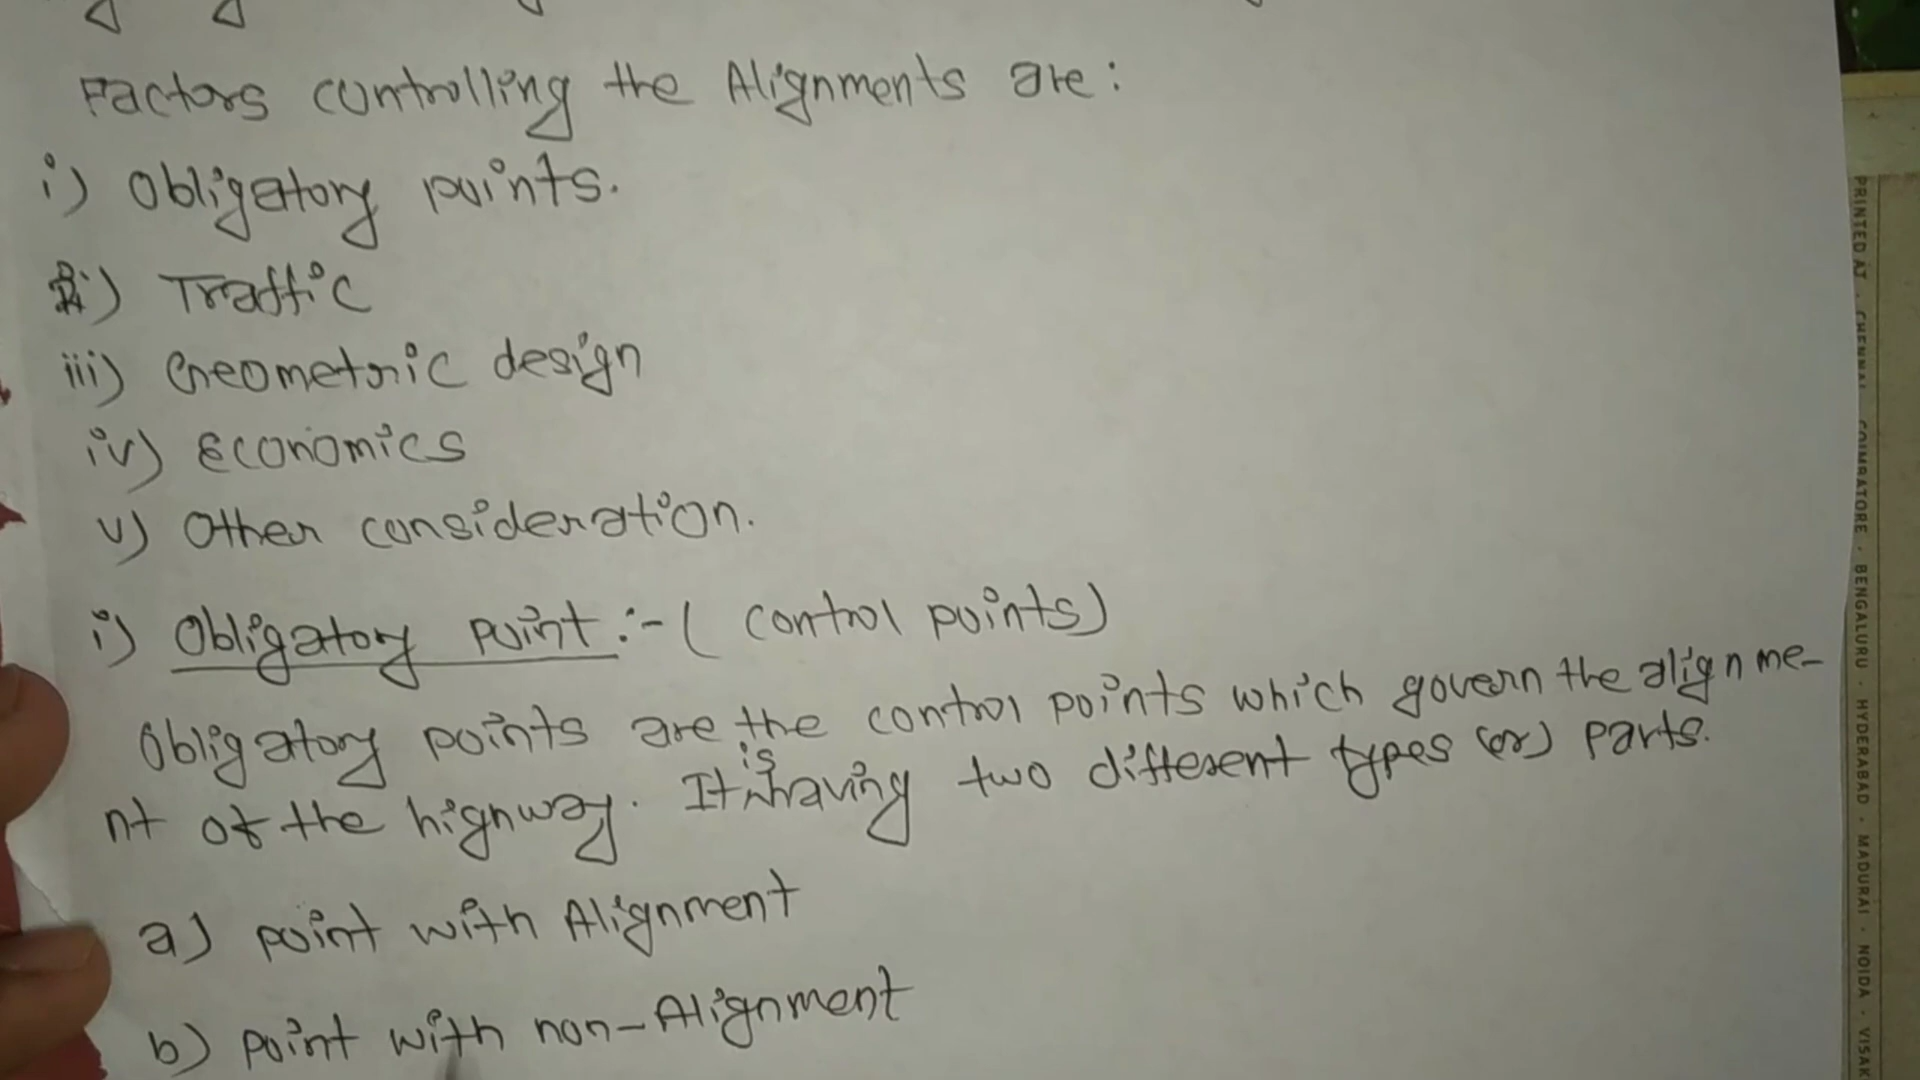 Factors controlling the Alignments are:
i) Obligatory points.
ii) Traffic
iii) Geometric design
iv) Economics
v) Other consideration.
i) Obligatory point :- ( control points)
Obligatory points are the control points which govern the alignme-
nt of the highway. It is having two different types (or) parts.
a) point with Alignment
b) point with non-Alignment
PRINTED AT · CHENNAI · COIMBATORE · BENGALURU · HYDERABAD · MADURAI · NOIDA · VISAK